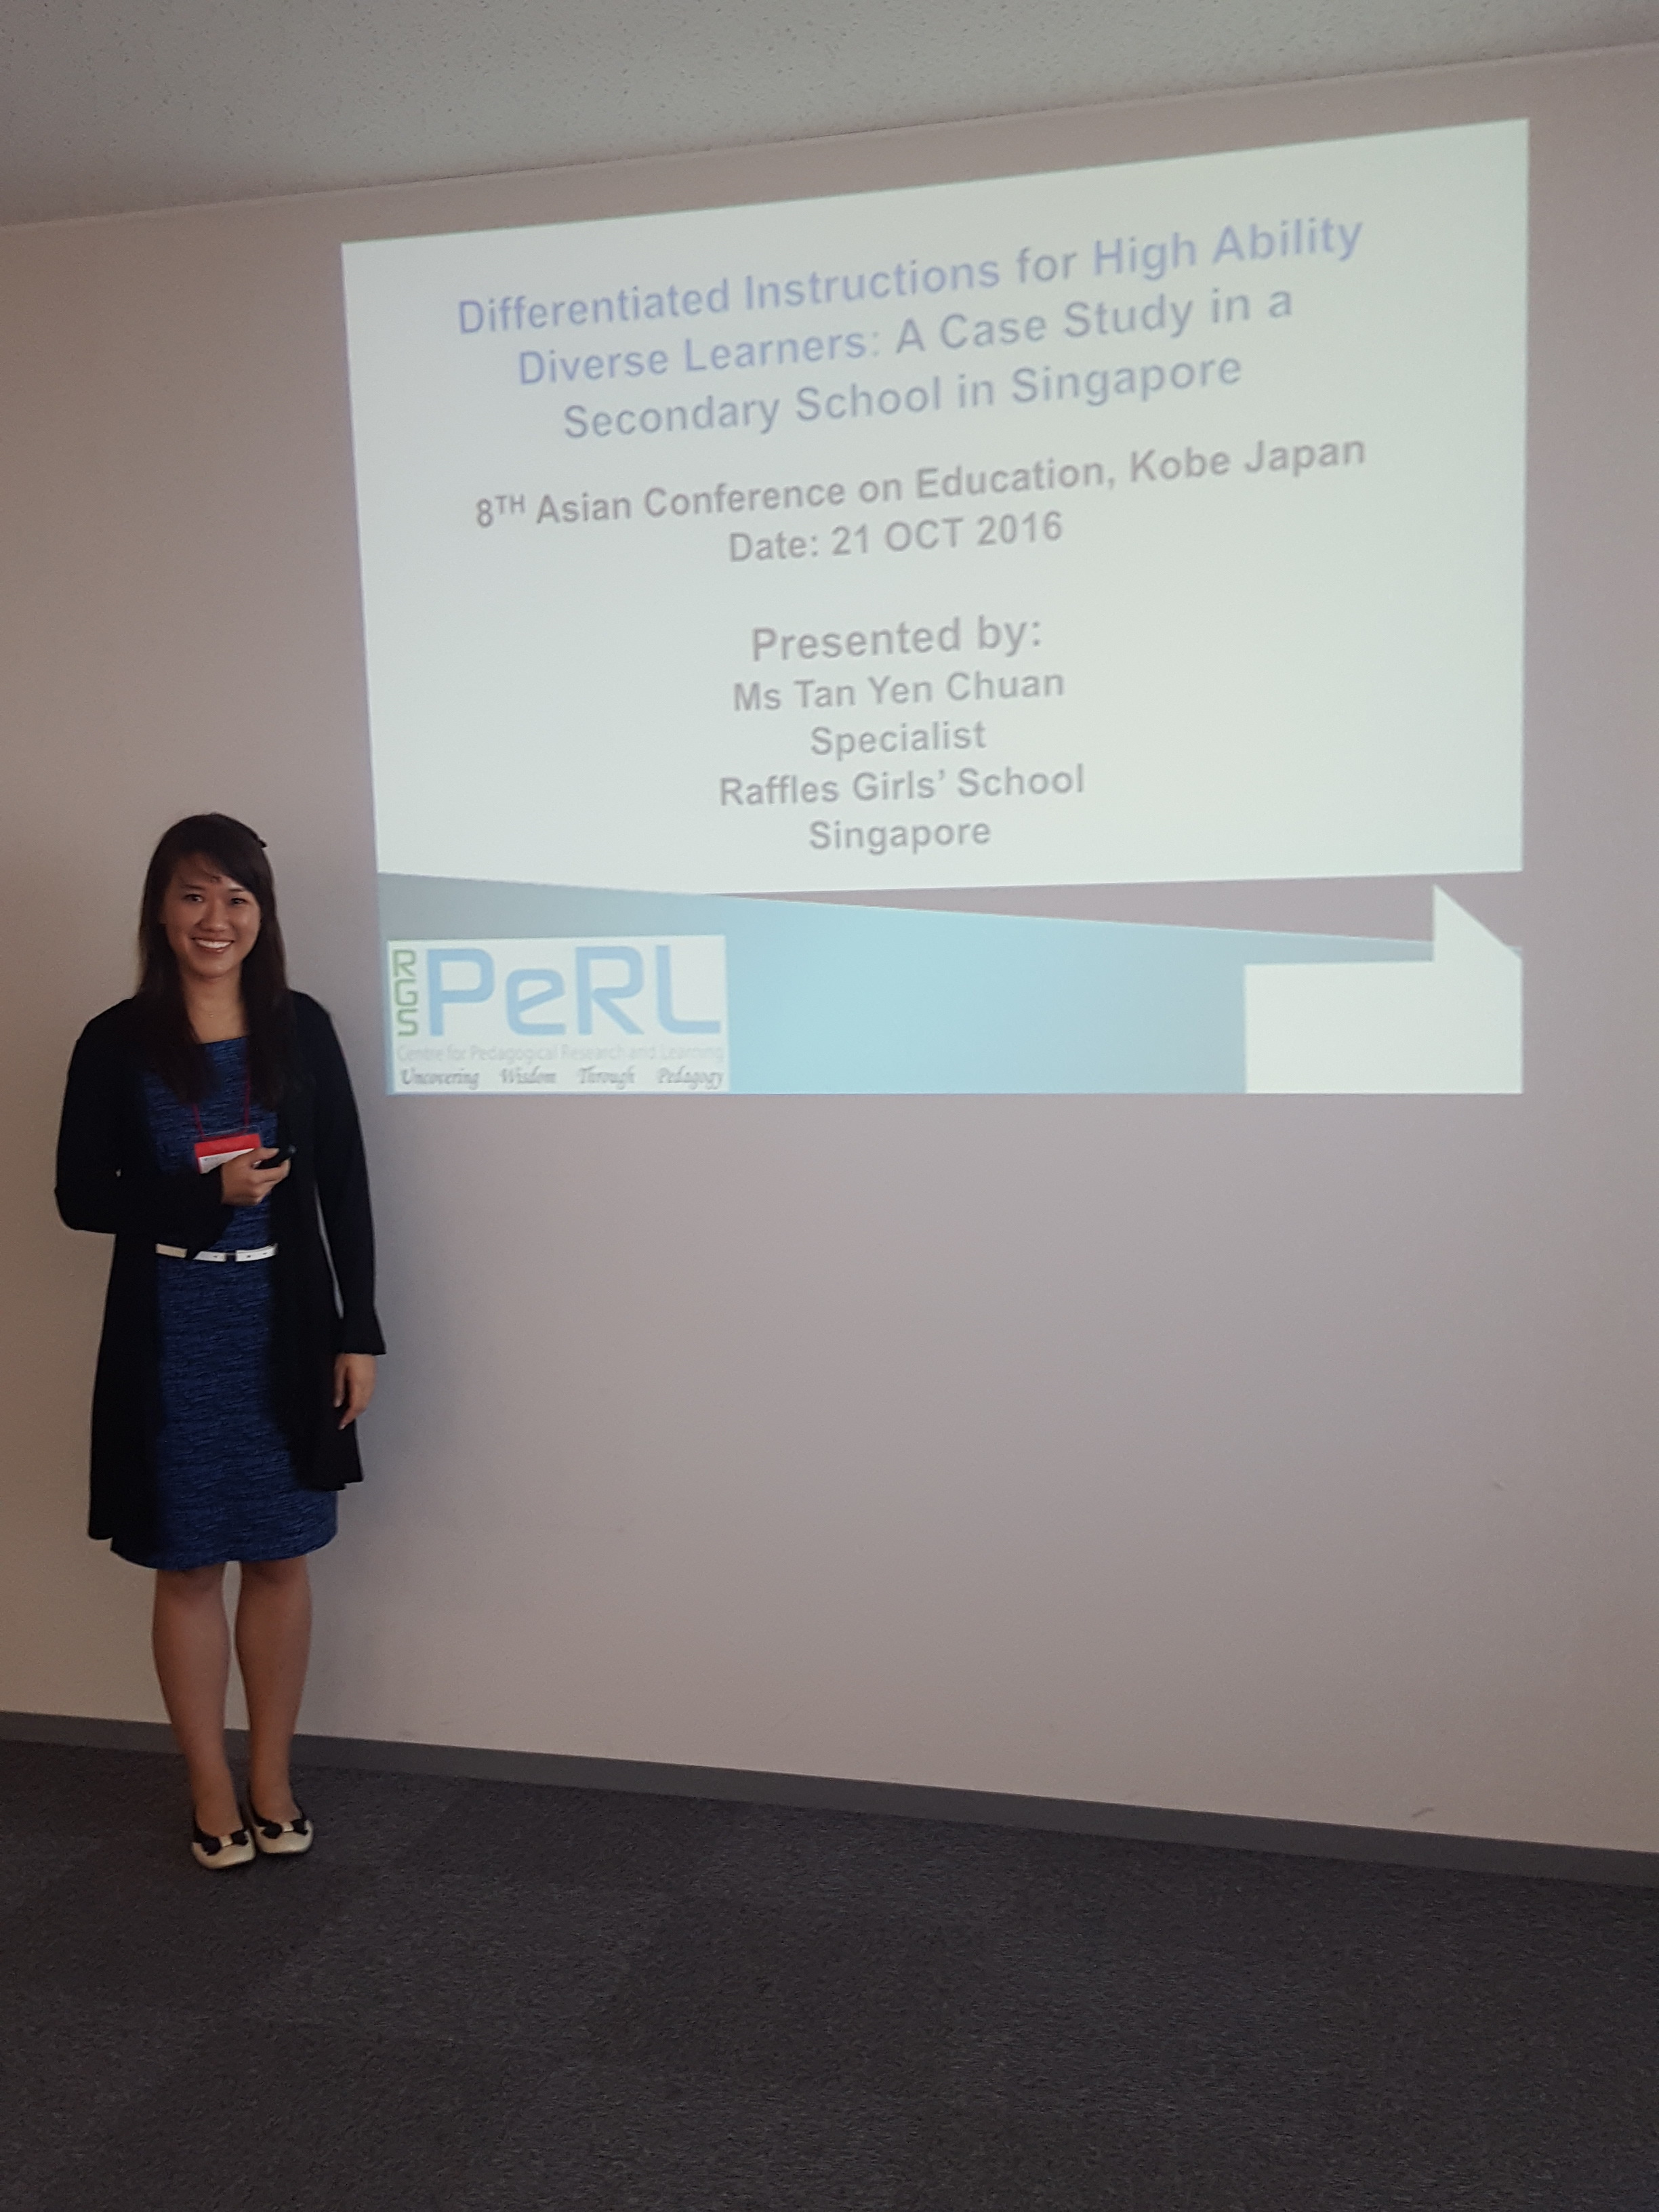 Differentiated Instructions for High Ability
Diverse Learners: A Case Study in a
Secondary School in Singapore
8TH Asian Conference on Education, Kobe Japan
Date: 21 OCT 2016
Presented by:
Ms Tan Yen Chuan
Specialist
Raffles Girls’ School
Singapore
RGS
PeRL
Centre for Pedagogical Research and Learning
Uncovering Wisdom Through Pedagogy